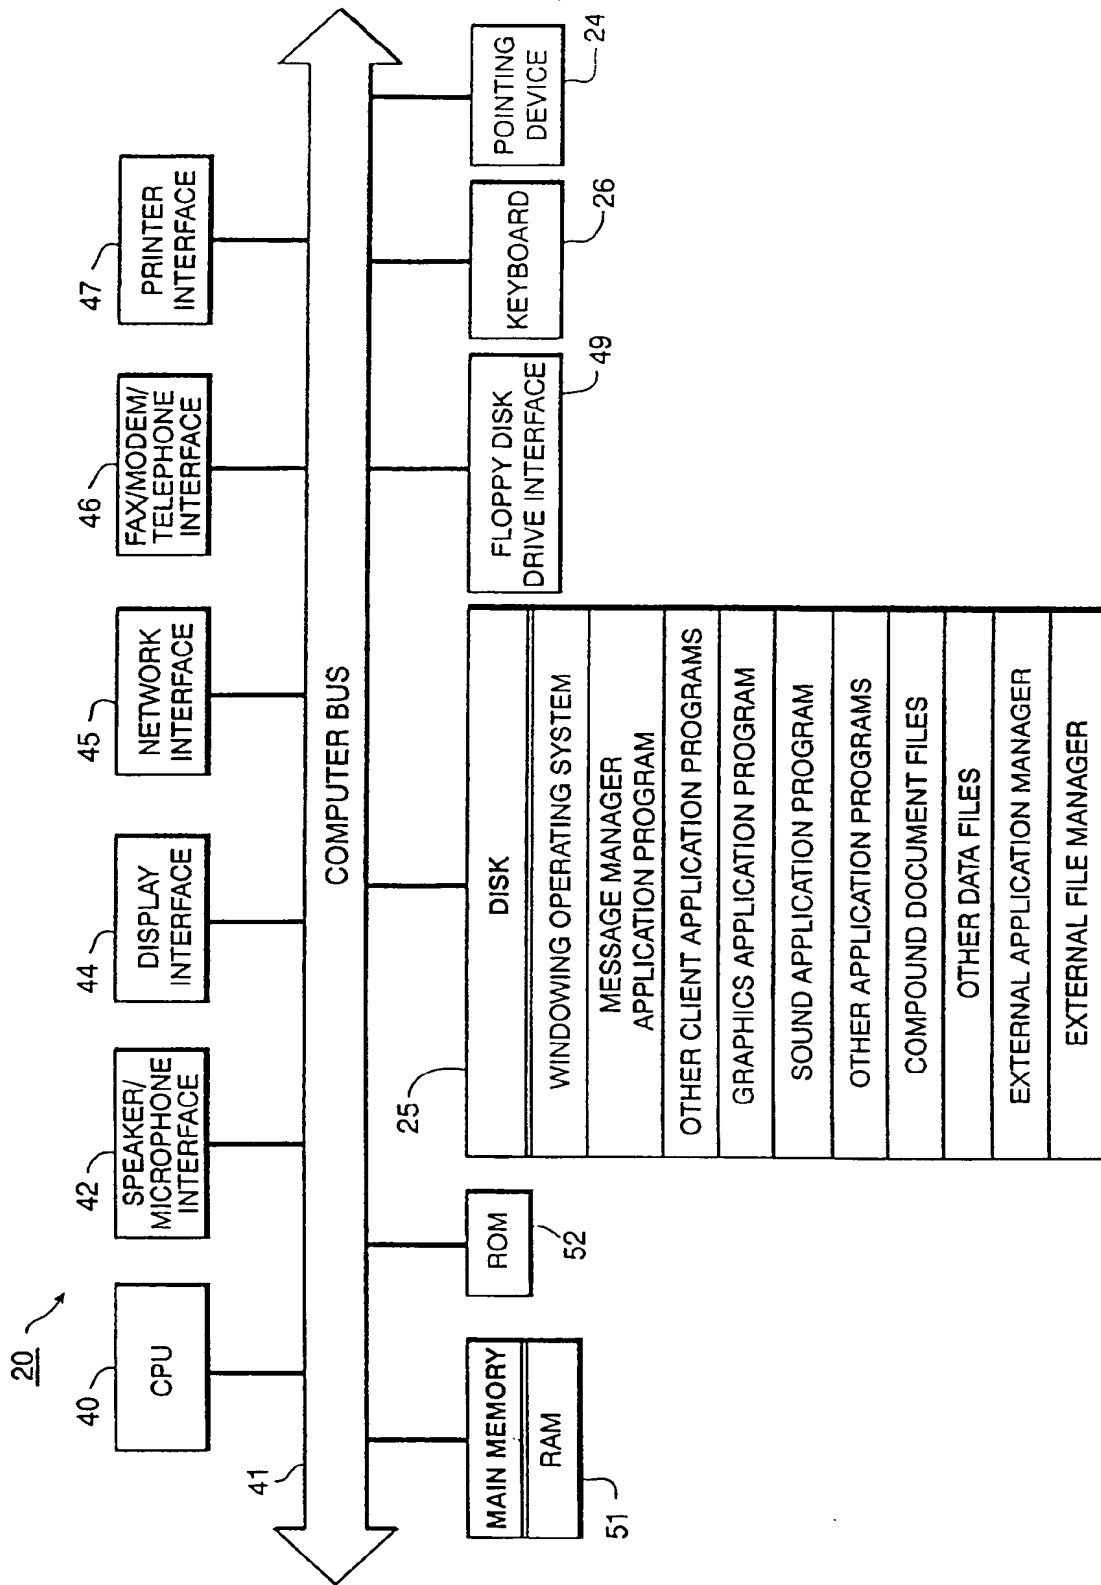 20
40
CPU
42
SPEAKER/
MICROPHONE
INTERFACE
44
DISPLAY
INTERFACE
45
NETWORK
INTERFACE
46
FAX/MODEM/
TELEPHONE
INTERFACE
47
PRINTER
INTERFACE
41
COMPUTER BUS
MAIN MEMORY
RAM
51
ROM
52
25
DISK
WINDOWING OPERATING SYSTEM
MESSAGE MANAGER
APPLICATION PROGRAM
OTHER CLIENT APPLICATION PROGRAMS
GRAPHICS APPLICATION PROGRAM
SOUND APPLICATION PROGRAM
OTHER APPLICATION PROGRAMS
COMPOUND DOCUMENT FILES
OTHER DATA FILES
EXTERNAL APPLICATION MANAGER
EXTERNAL FILE MANAGER
FLOPPY DISK
DRIVE INTERFACE
49
KEYBOARD
26
POINTING
DEVICE
24